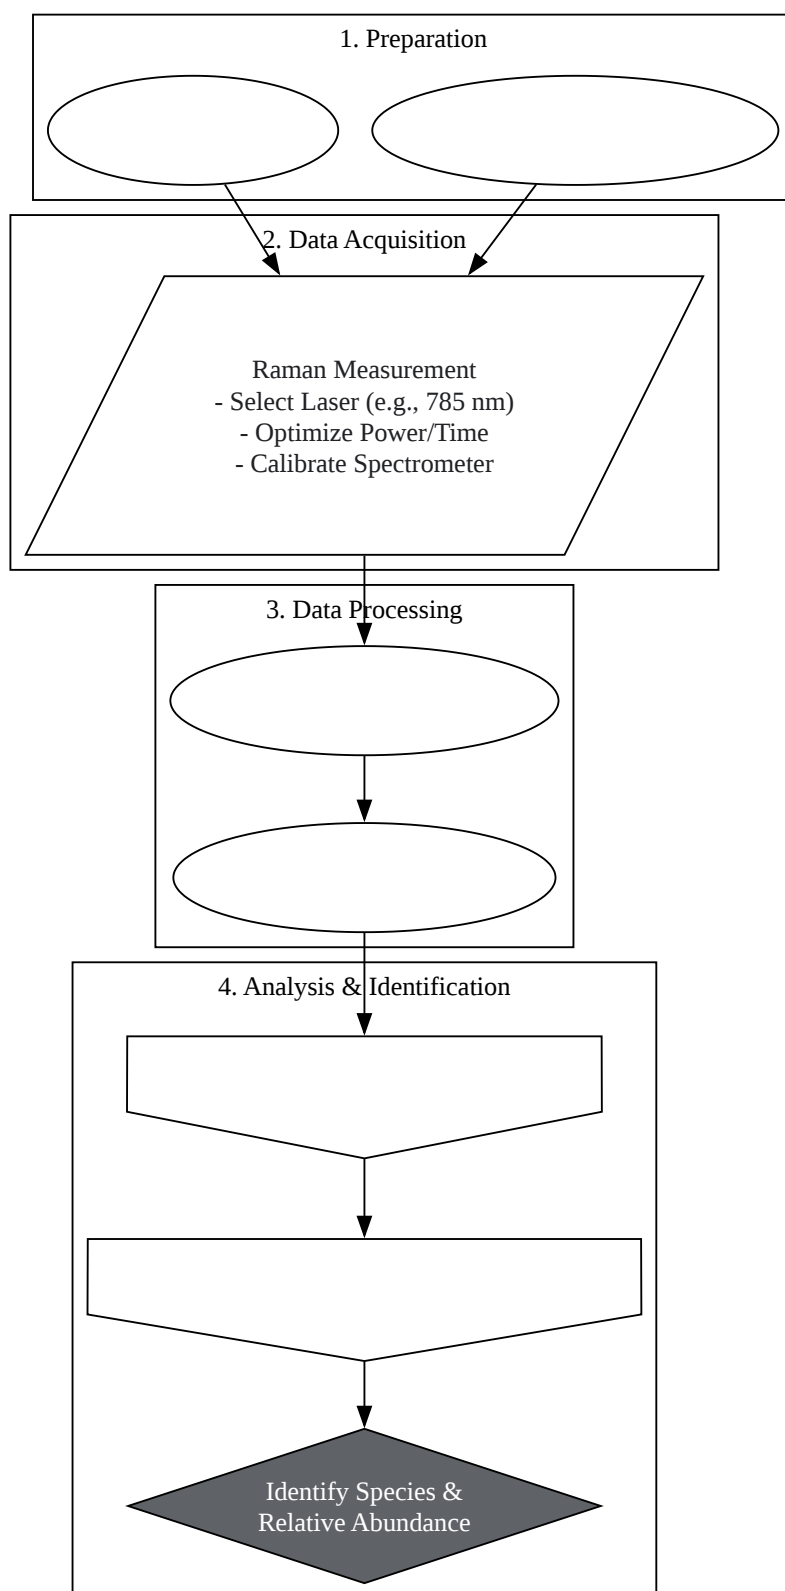 1. Preparation
2. Data Acquisition
Raman Measurement
- Select Laser (e.g., 785 nm)
- Optimize Power/Time
- Calibrate Spectrometer
3. Data Processing
4. Analysis & Identification
Identify Species &
Relative Abundance